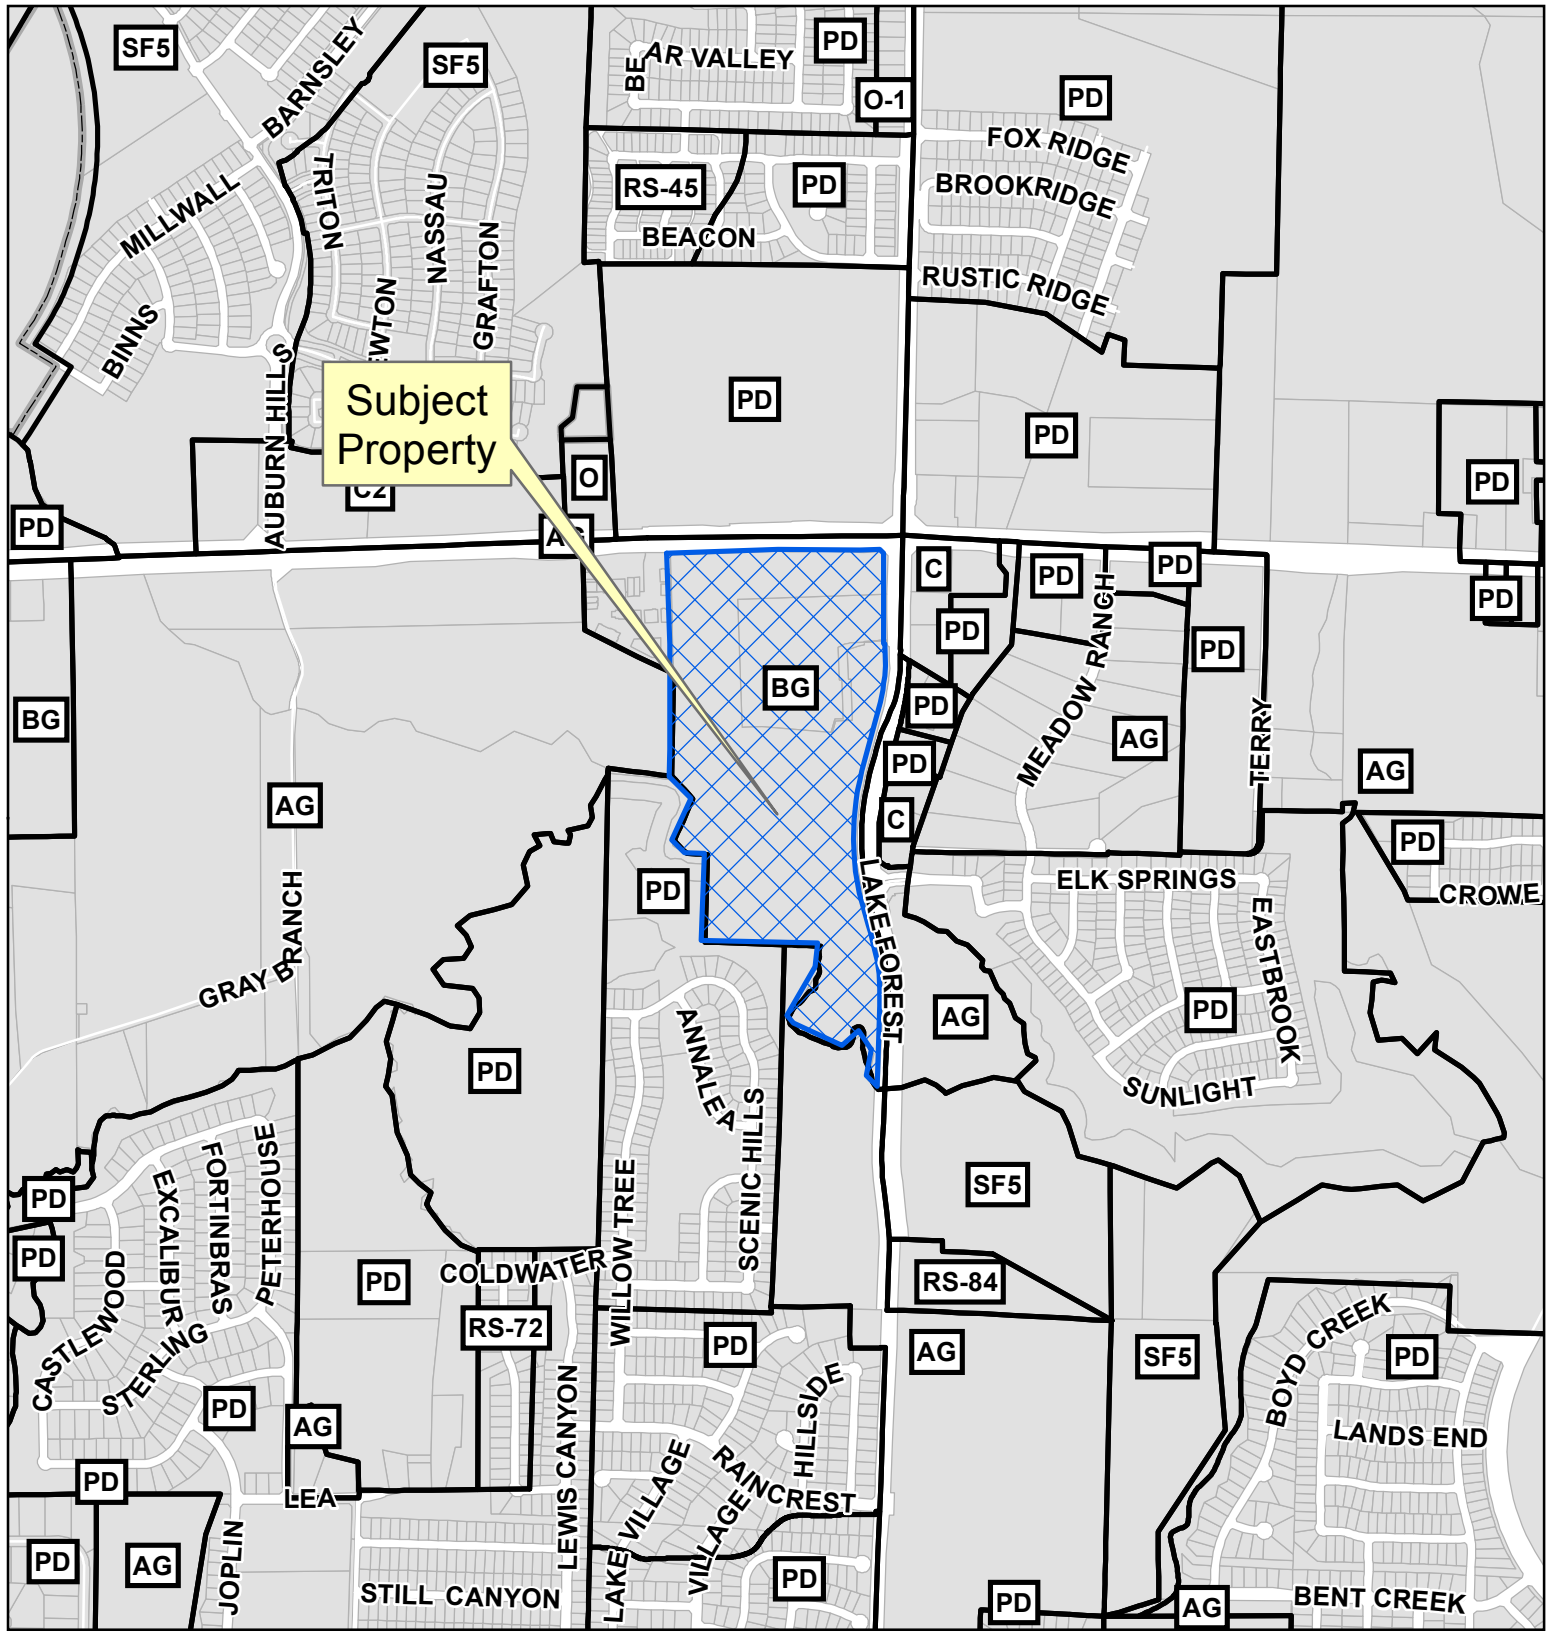 SF5
BARNSLEY
SF5
BEAR VALLEY
PD
O-1
PD
FOX RIDGE
MILLWALL
TRITON
NASSAU
GRAFTON
RS-45
PD
BROOKRIDGE
BEACON
RUSTIC RIDGE
BINNS
EWTON
AUBURN HILLS
Subject
Property
PD
PD
C2
O
PD
PD
AG
C
PD
PD
PD
PD
MEADOW RANCH
PD
BG
BG
PD
AG
TERRY
PD
AG
AG
C
PD
PD
LAKE FOREST
ELK SPRINGS
CROWE
GRAY BRANCH
EASTBROOK
ANNALEA
AG
PD
PD
SUNLIGHT
SCENIC HILLS
PD
EXCALIBUR
FORTINBRAS
PETERHOUSE
WILLOW TREE
SF5
PD
CASTLEWOOD
PD
COLDWATER
RS-84
STERLING
RS-72
PD
AG
SF5
BOYD CREEK
PD
PD
AG
LEWIS CANYON
HILLSIDE
LANDS END
PD
LEA
LAKE VILLAGE
VILLAGE
RAINCREST
PD
AG
JOPLIN
STILL CANYON
PD
PD
AG
BENT CREEK